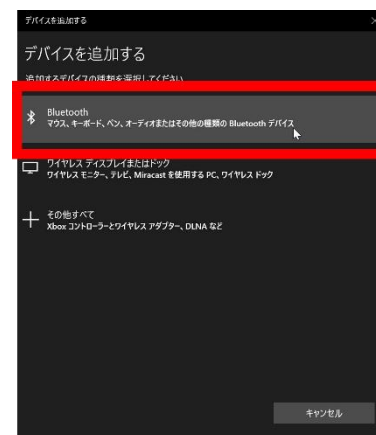 デバイスを追加する
デバイスを追加する
追加するデバイスの種類を選択してください
Bluetooth
マウス、キーボード、ペン、オーディオまたはその他の種類の Bluetooth デバイス
ワイヤレス ディスプレイまたはドック
ワイヤレス モニター、テレビ、Miracast を使用する PC、ワイヤレス ドック
その他すべて
Xbox コントローラーとワイヤレス アダプター、DLNA など
キャンセル